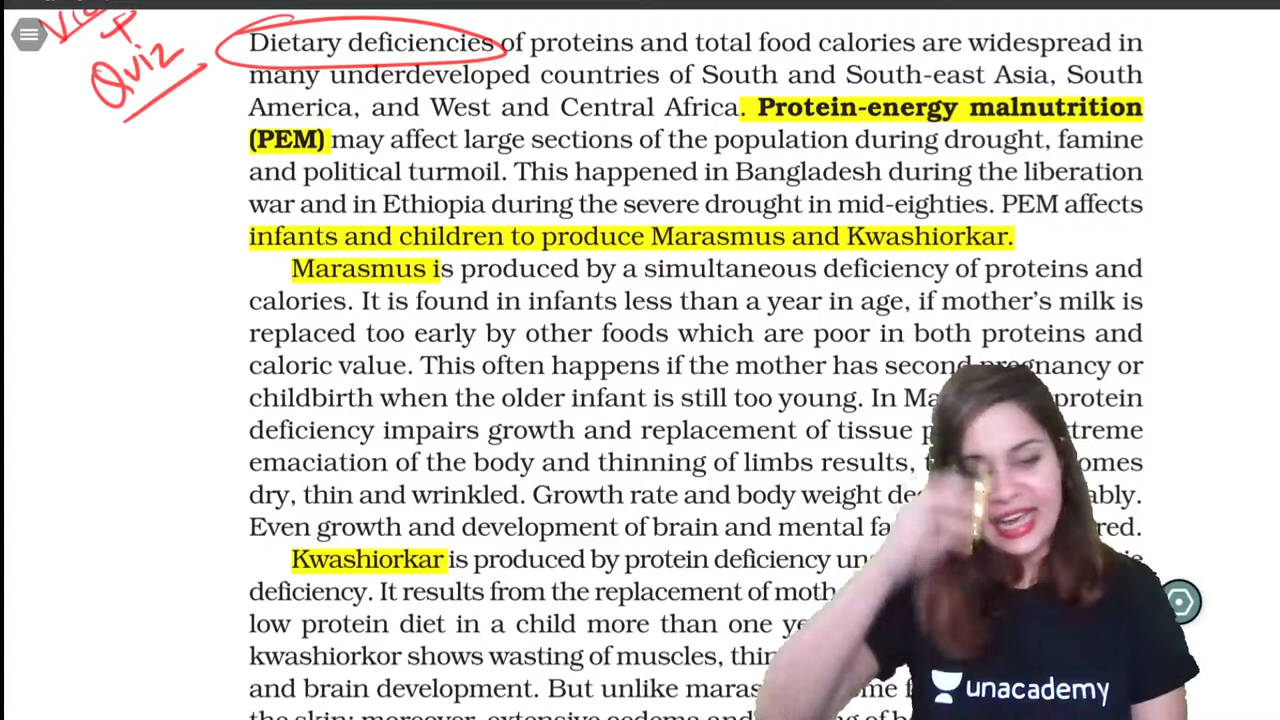 Quiz
Dietary deficiencies of proteins and total food calories are widespread in
many underdeveloped countries of South and South-east Asia, South
America, and West and Central Africa. Protein-energy malnutrition
(PEM) may affect large sections of the population during drought, famine
and political turmoil. This happened in Bangladesh during the liberation
war and in Ethiopia during the severe drought in mid-eighties. PEM affects
infants and children to produce Marasmus and Kwashiorkar.
Marasmus is produced by a simultaneous deficiency of proteins and
calories. It is found in infants less than a year in age, if mother's milk is
replaced too early by other foods which are poor in both proteins and
caloric value. This often happens if the mother has second pregnancy or
childbirth when the older infant is still too young. In protein
deficiency impairs growth and replacement of tissue
emaciation of the body and thinning of limbs results,
dry, thin and wrinkled. Growth rate and body weight
Even growth and development of brain and mental
Kwashiorkar is produced by protein deficiency
deficiency. It results from the replacement of
low protein diet in a child more than one
kwashiorkor shows wasting of muscles,
and brain development. But unlike
the skin; moreover, extensive oedema and
unacademy